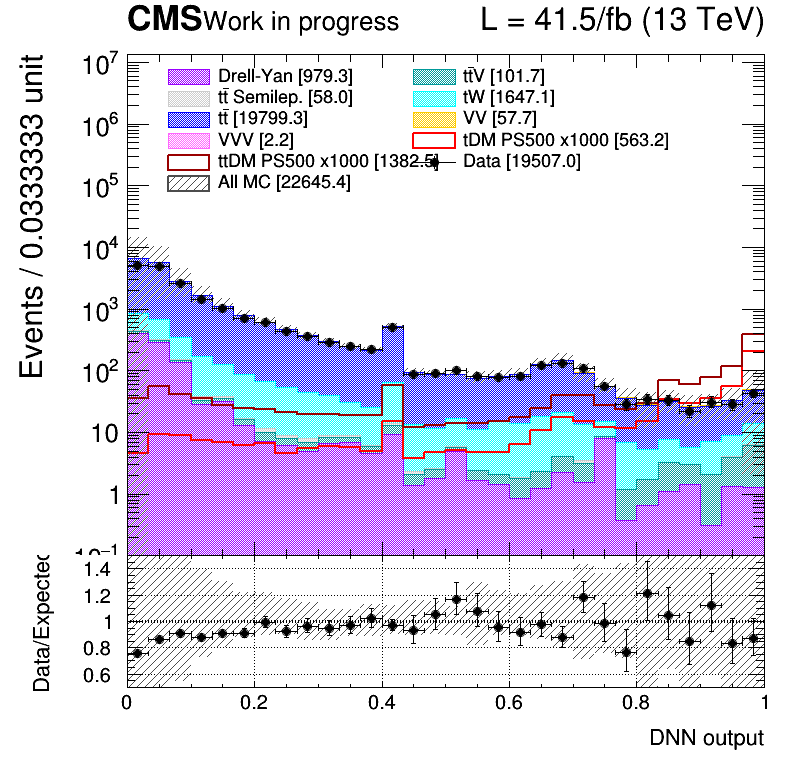 CMS Work in progress L = 41.5/fb (13 TeV)
Events / 0.0333333 unit
10⁷
10⁶
10⁵
10⁴
10³
10²
10
1
10⁻¹
Drell-Yan [979.3]
tt̄V [101.7]
tt̄ Semilep. [58.0]
tW [1647.1]
tt̄ [19799.3]
VV [57.7]
VVV [2.2]
tDM PS500 x1000 [563.2]
ttDM PS500 x1000 [1382.5]
Data [19507.0]
All MC [22645.4]
Data/Expected
1.4
1.2
1
0.8
0.6
0 0.2 0.4 0.6 0.8 1
DNN output